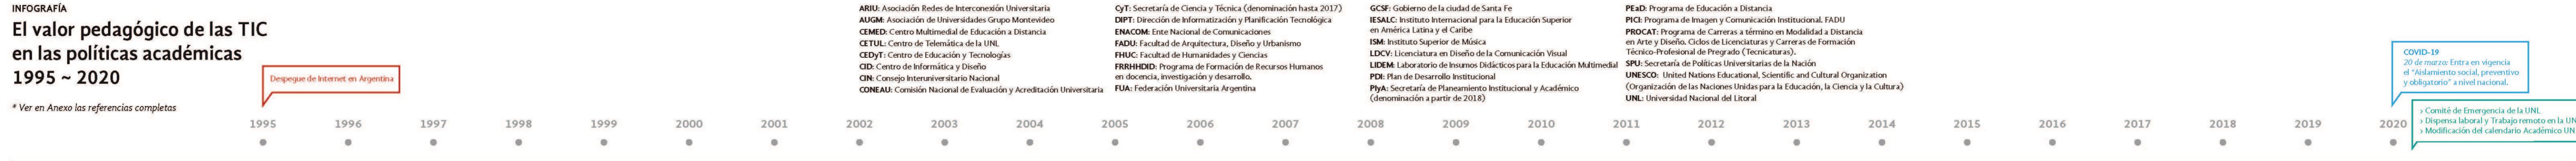 INFOGRAFÍA
El valor pedagógico de las TIC
en las políticas académicas
1995 ~ 2020
* Ver en Anexo las referencias completas
Despegue de Internet en Argentina
ARIU: Asociación Redes de Interconexión Universitaria
AUGM: Asociación de Universidades Grupo Montevideo
CEMED: Centro Multimedial de Educación a Distancia
CETUL: Centro de Telemática de la UNL
CEDyT: Centro de Educación y Tecnologías
CID: Centro de Informática y Diseño
CIN: Consejo Interuniversitario Nacional
CONEAU: Comisión Nacional de Evaluación y Acreditación Universitaria
CyT: Secretaría de Ciencia y Técnica (denominación hasta 2017)
DIPT: Dirección de Informatización y Planificación Tecnológica
ENACOM: Ente Nacional de Comunicaciones
FADU: Facultad de Arquitectura, Diseño y Urbanismo
FHUC: Facultad de Humanidades y Ciencias
FRRHHDID: Programa de Formación de Recursos Humanos
en docencia, investigación y desarrollo.
FUA: Federación Universitaria Argentina
GCSF: Gobierno de la ciudad de Santa Fe
IESALC: Instituto Internacional para la Educación Superior
en América Latina y el Caribe
ISM: Instituto Superior de Música
LDCV: Licenciatura en Diseño de la Comunicación Visual
LIDEM: Laboratorio de Insumos Didácticos para la Educación Multimedial
PDI: Plan de Desarrollo Institucional
PIyA: Secretaría de Planeamiento Institucional y Académico
(denominación a partir de 2018)
PEaD: Programa de Educación a Distancia
PICI: Programa de Imagen y Comunicación Institucional. FADU
PROCAT: Programa de Carreras a término en Modalidad a Distancia
en Arte y Diseño. Ciclos de Licenciaturas y Carreras de Formación
Técnico-Profesional de Pregrado (Tecnicaturas).
SPU: Secretaría de Políticas Universitarias de la Nación
UNESCO: United Nations Educational, Scientific and Cultural Organization
(Organización de las Naciones Unidas para la Educación, la Ciencia y la Cultura)
UNL: Universidad Nacional del Litoral
COVID-19
20 de marzo: Entra en vigencia
el "Aislamiento social, preventivo
y obligatorio" a nivel nacional.
› Comité de Emergencia de la UNL
› Dispensa laboral y Trabajo remoto en la UN
› Modificación del calendario Académico UN
1995 1996 1997 1998 1999 2000 2001 2002 2003 2004 2005 2006 2007 2008 2009 2010 2011 2012 2013 2014 2015 2016 2017 2018 2019 2020